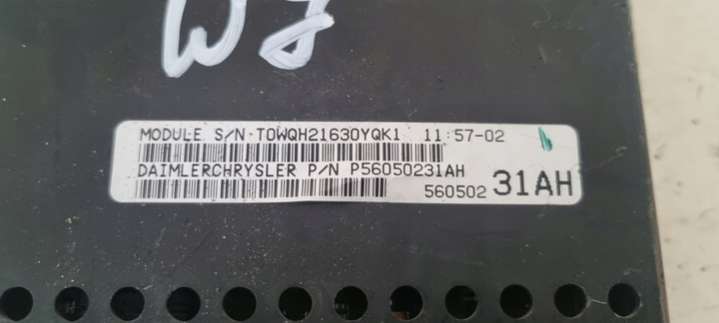 WJ
MODULE S/N:T0WQH21630YQK1 11:57-02
DAIMLERCHRYSLER P/N P56050231AH
560502 31AH